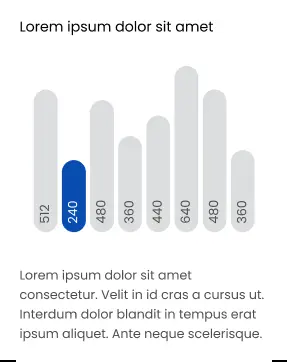 Lorem ipsum dolor sit amet
512
240
480
360
440
640
480
360
Lorem ipsum dolor sit amet
consectetur. Velit in id cras a cursus ut.
Interdum dolor blandit in tempus erat
ipsum aliquet. Ante neque scelerisque.